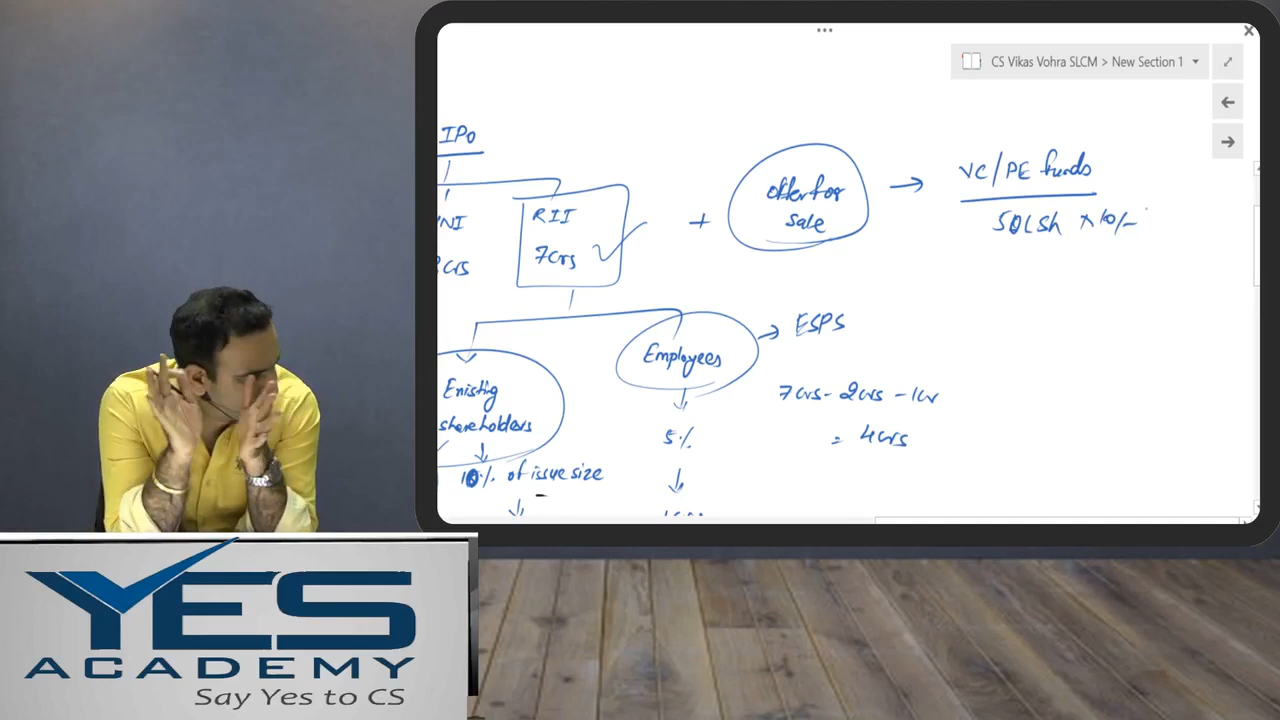 CS Vikas Vohra SLCM > New Section 1
IPO
NI
RII
7crs
crs
+
offer for
sale
→
VC/PE funds
50L sh × 10/-
Employees
→ ESPS
Existing
shareholders
7crs - 2crs - 1cr
= 4crs
5%
10% of issue size
YES
ACADEMY
Say Yes to CS